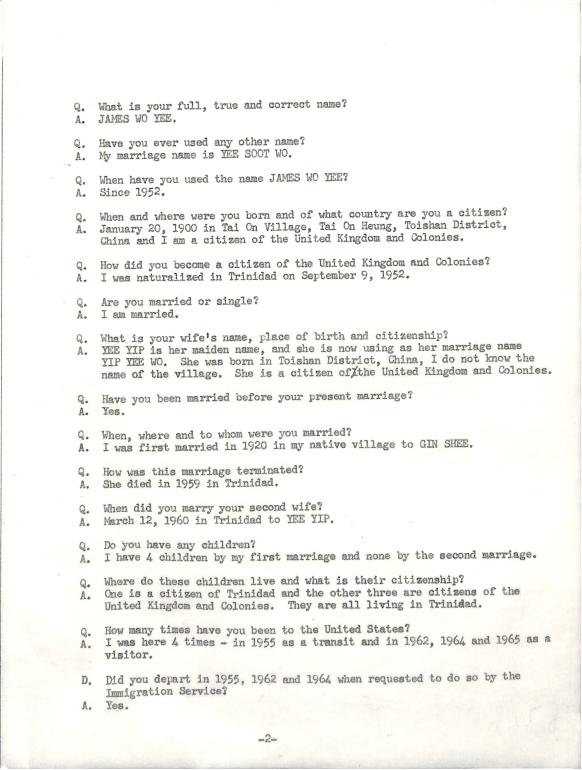 Q. What is your full, true and correct name?
A. JAMES WO YEE.
Q. Have you ever used any other name?
A. My marriage name is YEE SOOT WO.
Q. When have you used the name JAMES WO YEE?
A. Since 1952.
Q. When and where were you born and of what country are you a citizen?
A. January 20, 1900 in Tai On Village, Tai On Heung, Toishan District,
China and I am a citizen of the United Kingdom and Colonies.
Q. How did you become a citizen of the United Kingdom and Colonies?
A. I was naturalized in Trinidad on September 9, 1952.
Q. Are you married or single?
A. I am married.
Q. What is your wife's name, place of birth and citizenship?
A. YEE YIP is her maiden name, and she is now using as her marriage name
YIP YEE WO. She was born in Toishan District, China, I do not know the
name of the village. She is a citizen of/the United Kingdom and Colonies.
Q. Have you been married before your present marriage?
A. Yes.
Q. When, where and to whom were you married?
A. I was first married in 1920 in my native village to GIN SHEE.
Q. How was this marriage terminated?
A. She died in 1959 in Trinidad.
Q. When did you marry your second wife?
A. March 12, 1960 in Trinidad to YEE YIP.
Q. Do you have any children?
A. I have 4 children by my first marriage and none by the second marriage.
Q. Where do these children live and what is their citizenship?
A. One is a citizen of Trinidad and the other three are citizens of the
United Kingdom and Colonies. They are all living in Trinidad.
Q. How many times have you been to the United States?
A. I was here 4 times - in 1955 as a transit and in 1962, 1964 and 1965 as a
visitor.
D. Did you depart in 1955, 1962 and 1964 when requested to do so by the
Immigration Service?
A. Yes.
-2-